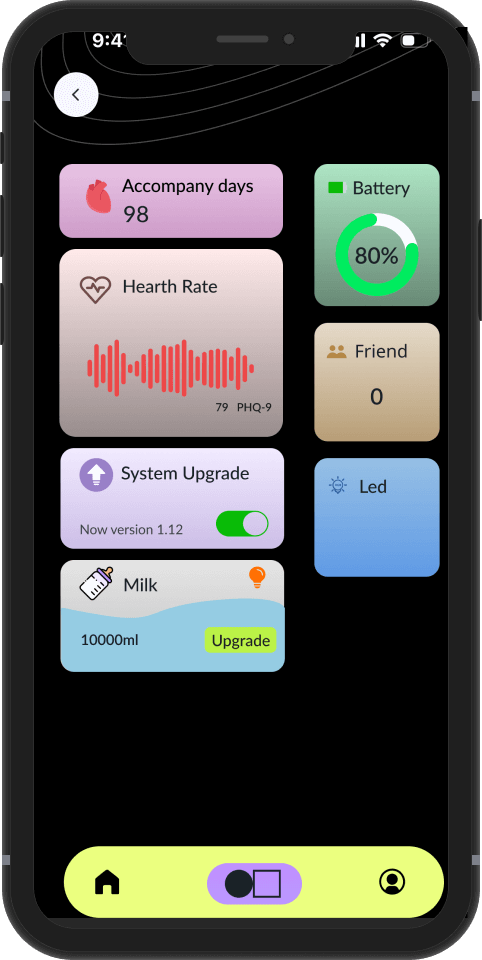 9:41
Accompany days
98
Battery
80%
Hearth Rate
79 PHQ-9
Friend
0
System Upgrade
Now version 1.12
Led
Milk
10000ml
Upgrade